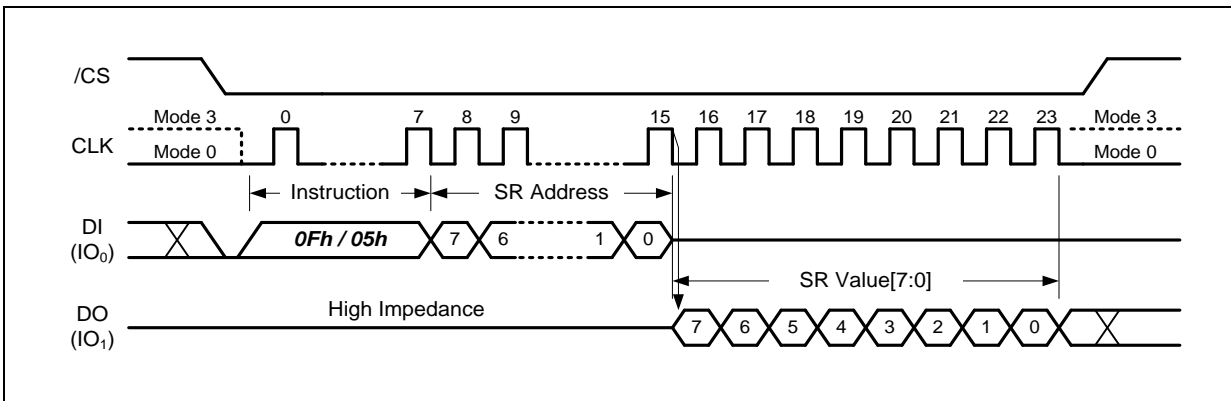 /CS
Mode 3 0 7 8 9 15 16 17 18 19 20 21 22 23 Mode 3
CLK
Mode 0 Mode 0
Instruction SR Address
DI
(IO₀)
0Fh / 05h 7 6 1 0
SR Value[7:0]
High Impedance
DO
(IO₁)
7 6 5 4 3 2 1 0